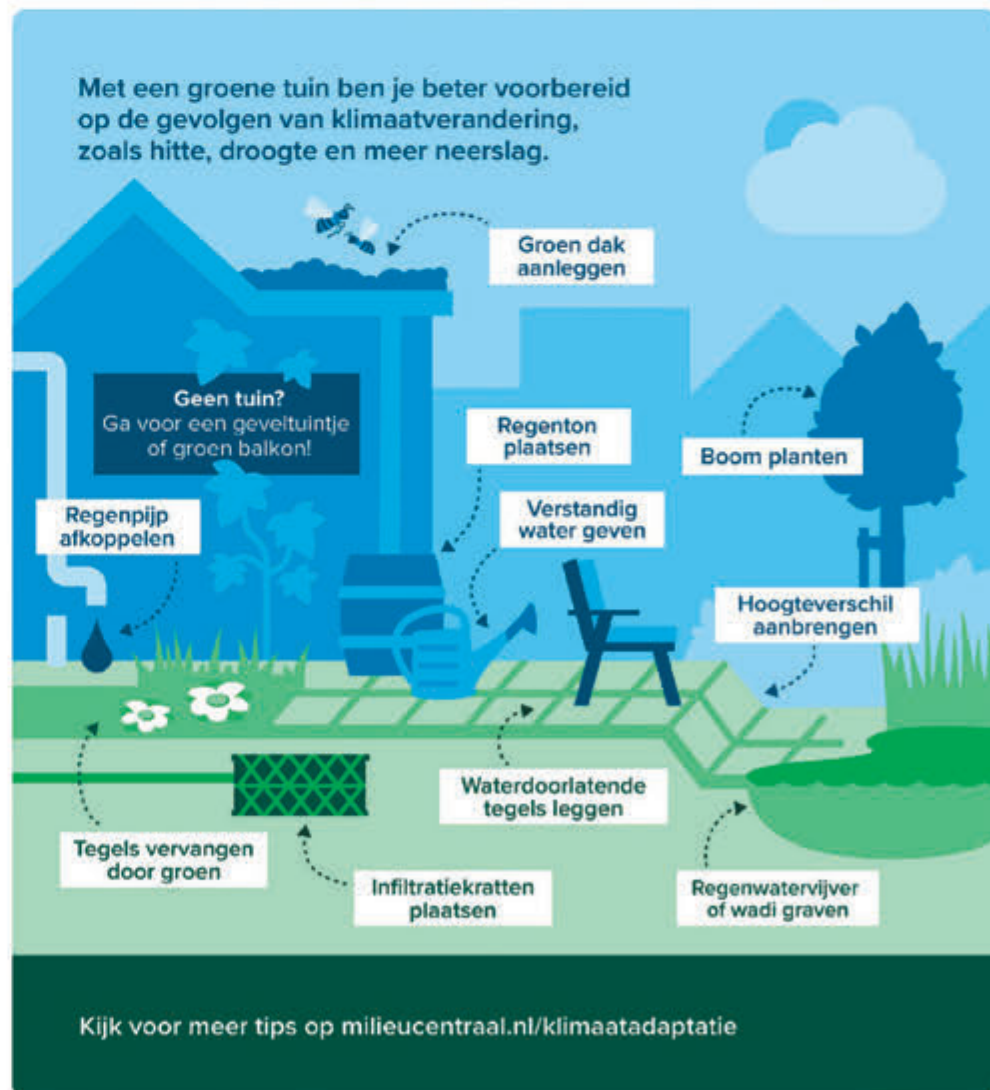 Met een groene tuin ben je beter voorbereid
op de gevolgen van klimaatverandering,
zoals hitte, droogte en meer neerslag.
Groen dak
aanleggen
Geen tuin?
Ga voor een geveltuintje
of groen balkon!
Regenton
plaatsen
Boom planten
Regenpijp
afkoppelen
Verstandig
water geven
Hoogteverschil
aanbrengen
Waterdoorlatende
tegels leggen
Tegels vervangen
door groen
Infiltratiekratten
plaatsen
Regenwatervijver
of wadi graven
Kijk voor meer tips op milieucentraal.nl/klimaatadaptatie